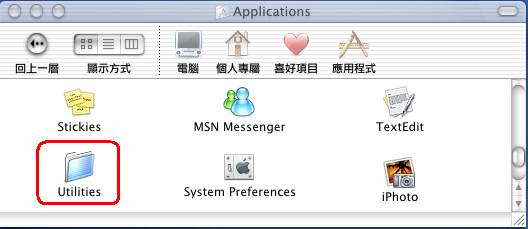 Applications
回上一層 顯示方式 電腦 個人專屬 喜好項目 應用程式
Stickies MSN Messenger TextEdit
Utilities System Preferences iPhoto